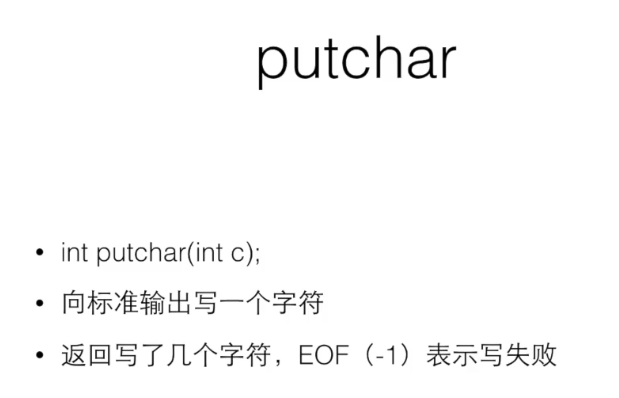 putchar
• int putchar(int c);
• 向标准输出写一个字符
• 返回写了几个字符，EOF（-1）表示写失败